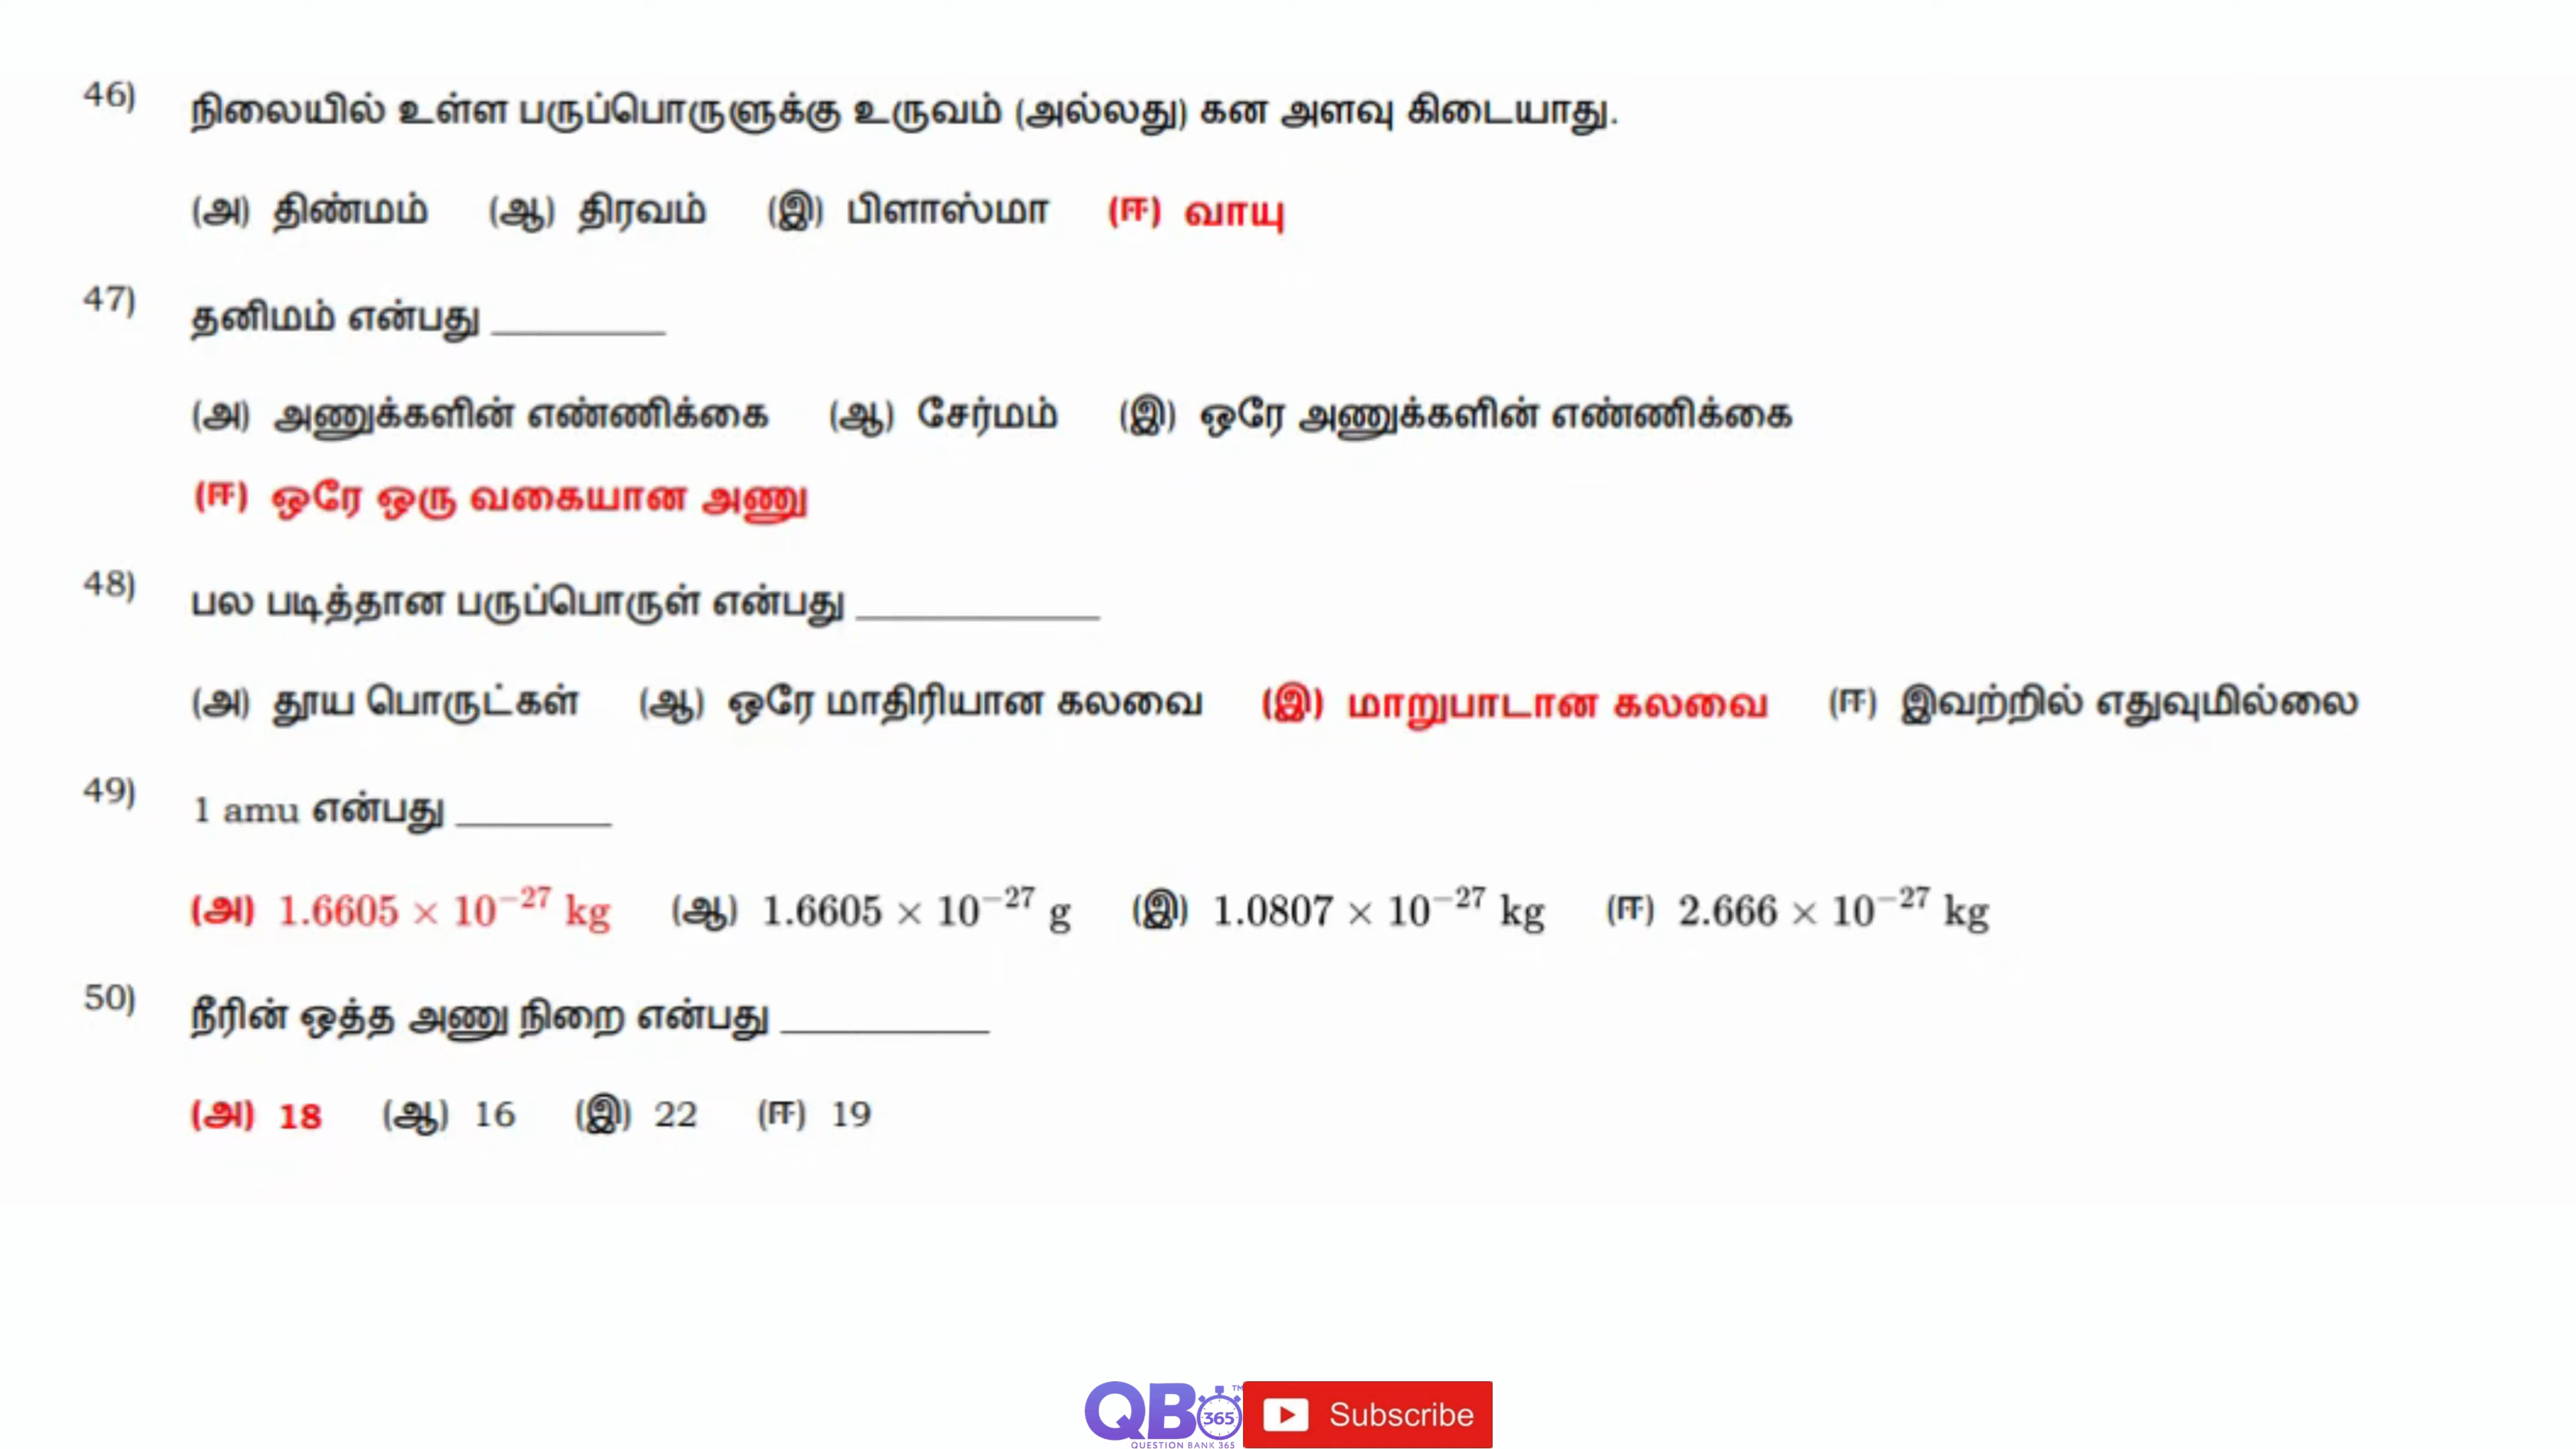 46) நிலையில் உள்ள பருப்பொருளுக்கு உருவம் (அல்லது) கன அளவு கிடையாது.
(அ) திண்மம் (ஆ) திரவம் (இ) பிளாஸ்மா (ஈ) வாயு
47) தனிமம் என்பது ________
(அ) அணுக்களின் எண்ணிக்கை (ஆ) சேர்மம் (இ) ஒரே அணுக்களின் எண்ணிக்கை
(ஈ) ஒரே ஒரு வகையான அணு
48) பல படித்தான பருப்பொருள் என்பது ___________
(அ) தூய பொருட்கள் (ஆ) ஒரே மாதிரியான கலவை (இ) மாறுபாடான கலவை (ஈ) இவற்றில் எதுவுமில்லை
49) 1 amu என்பது _______
(அ) 1.6605 × 10⁻²⁷ kg (ஆ) 1.6605 × 10⁻²⁷ g (இ) 1.0807 × 10⁻²⁷ kg (ஈ) 2.666 × 10⁻²⁷ kg
50) நீரின் ஒத்த அணு நிறை என்பது _________
(அ) 18 (ஆ) 16 (இ) 22 (ஈ) 19
QB 365 ™ Subscribe
QUESTION BANK 365